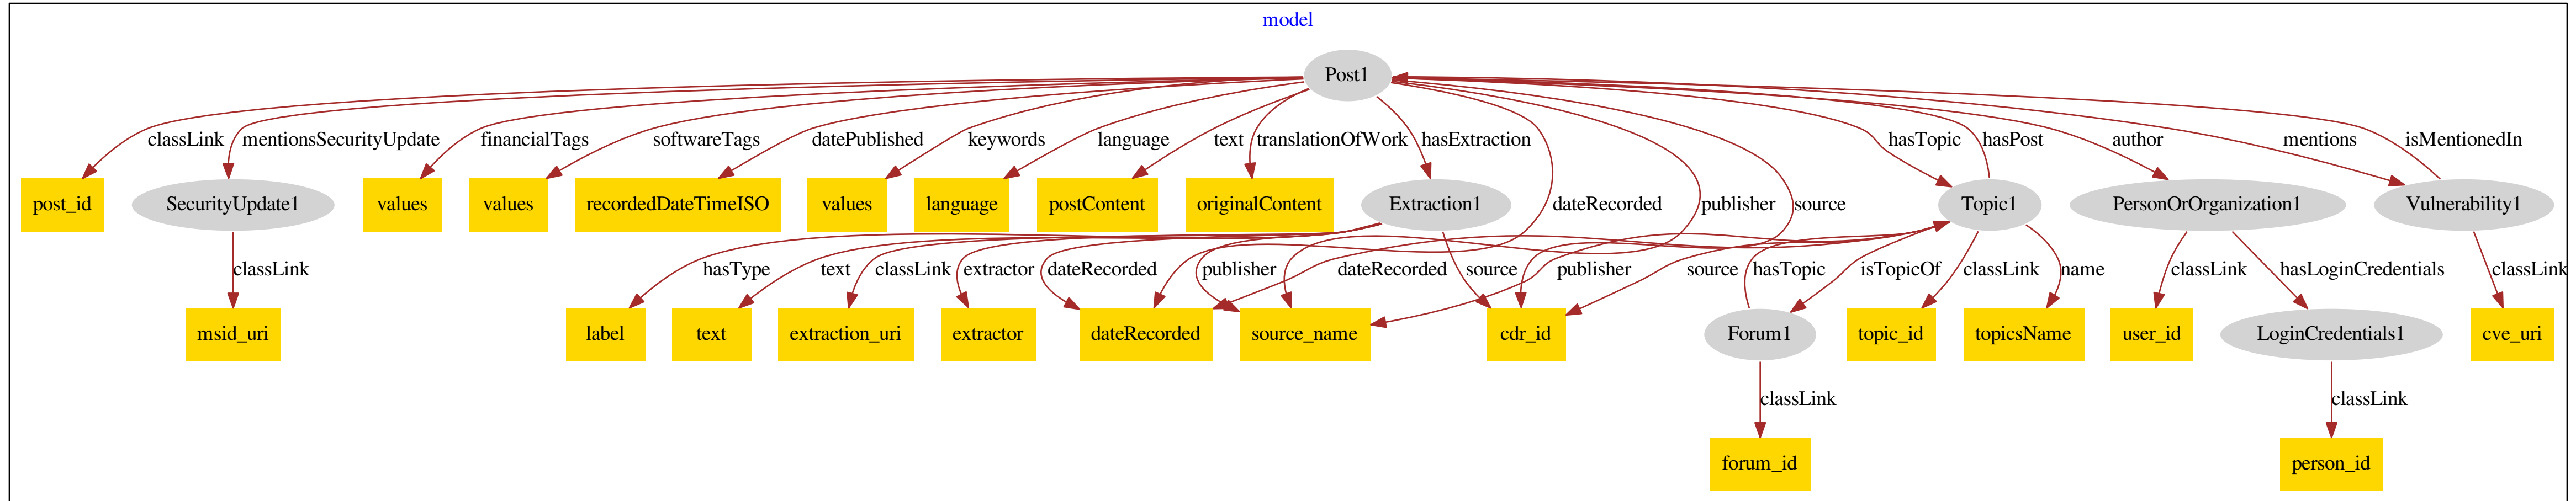 model
Post1
classLink
mentionsSecurityUpdate
financialTags
softwareTags
datePublished
keywords
language
text
translationOfWork
hasExtraction
hasTopic
hasPost
author
mentions
isMentionedIn
post_id
SecurityUpdate1
values
values
recordedDateTimeISO
values
language
postContent
originalContent
Extraction1
dateRecorded
publisher
source
Topic1
PersonOrOrganization1
Vulnerability1
classLink
hasType
text
classLink
extractor
dateRecorded
publisher
dateRecorded
source
publisher
source
hasTopic
isTopicOf
classLink
name
classLink
hasLoginCredentials
classLink
msid_uri
label
text
extraction_uri
extractor
dateRecorded
source_name
cdr_id
Forum1
topic_id
topicsName
user_id
LoginCredentials1
cve_uri
classLink
classLink
forum_id
person_id